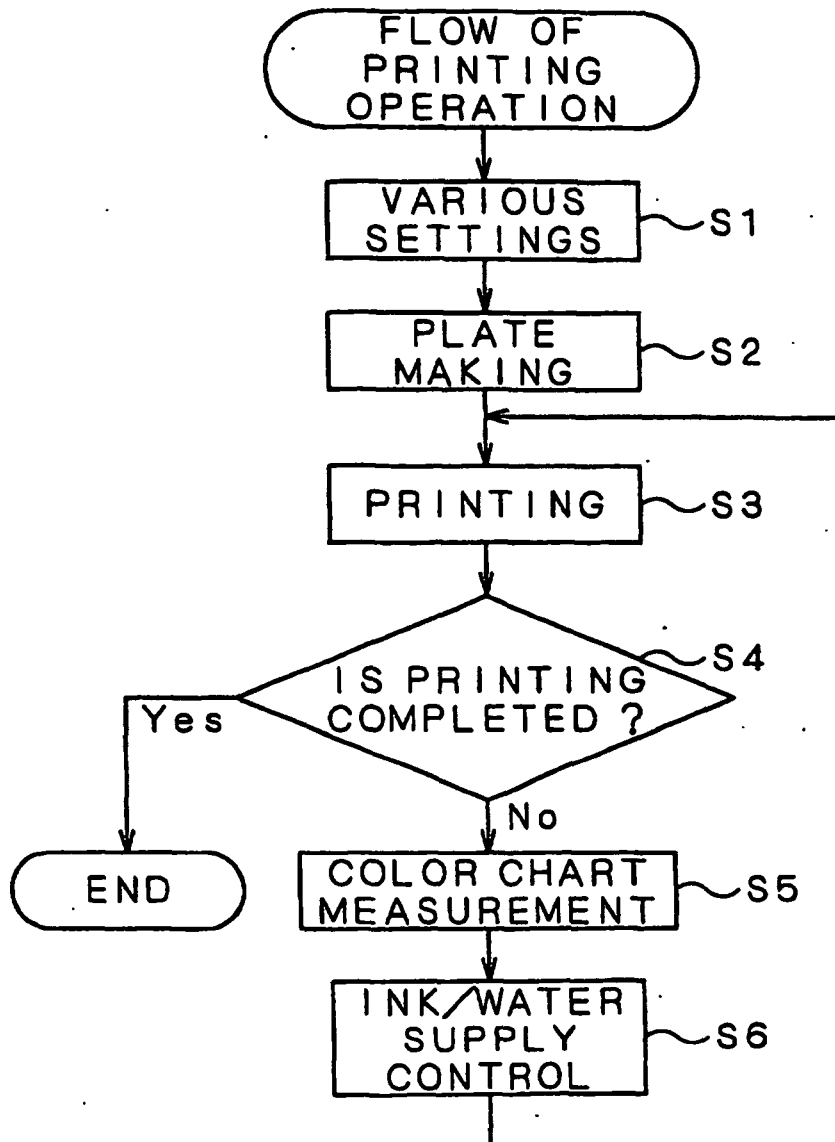 FLOW OF
PRINTING
OPERATION
VARIOUS
SETTINGS
S1
PLATE
MAKING
S2
PRINTING
S3
IS PRINTING
COMPLETED ?
S4
Yes
No
END
COLOR CHART
MEASUREMENT
S5
INK/WATER
SUPPLY
CONTROL
S6